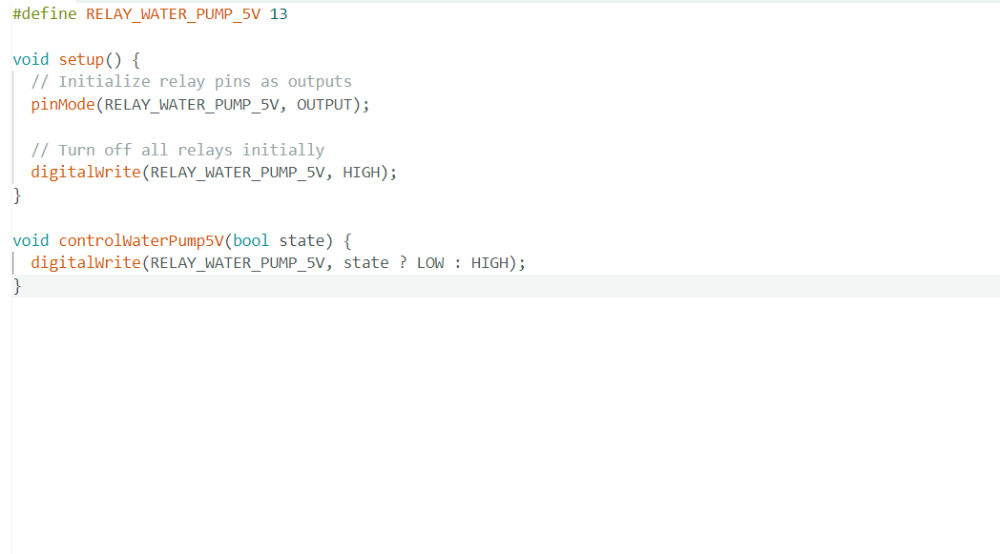 #define RELAY_WATER_PUMP_5V 13
void setup() {
// Initialize relay pins as outputs
pinMode(RELAY_WATER_PUMP_5V, OUTPUT);
// Turn off all relays initially
digitalWrite(RELAY_WATER_PUMP_5V, HIGH);
}
void controlWaterPump5V(bool state) {
digitalWrite(RELAY_WATER_PUMP_5V, state ? LOW : HIGH);
}